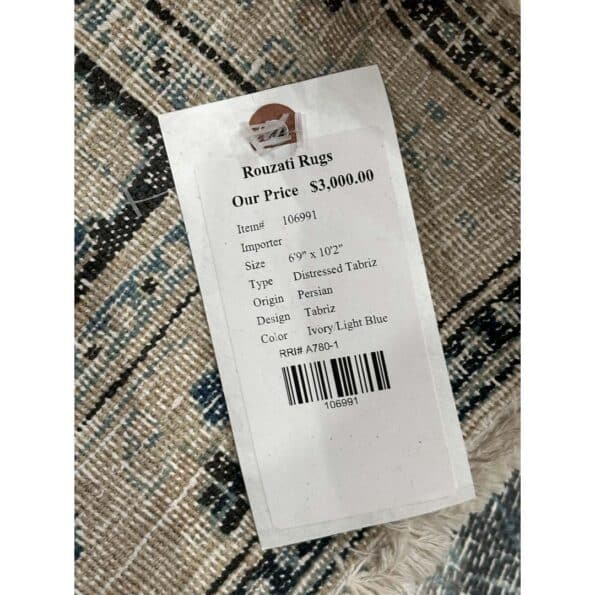 Rouzati Rugs
Our Price $3,000.00
Item# 106991
Importer
Size 6'9" x 10'2"
Type Distressed Tabriz
Origin Persian
Design Tabriz
Color Ivory/Light Blue
RRI# A780-1
106991